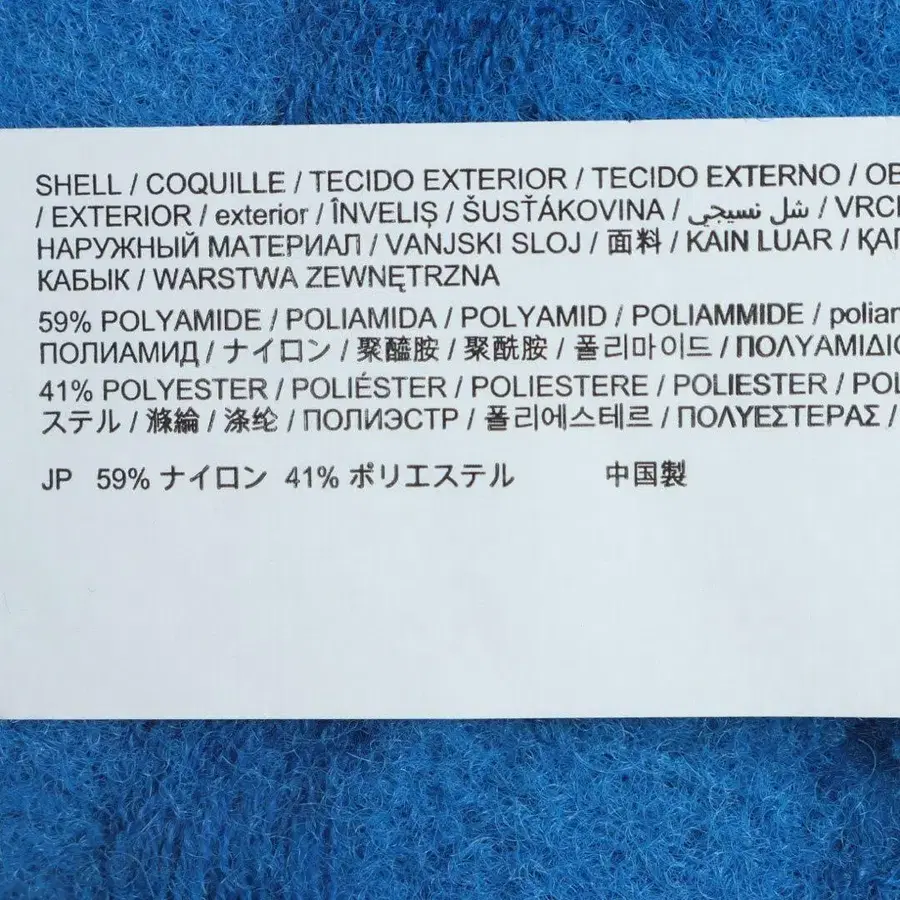 SHELL / COQUILLE / TECIDO EXTERIOR / TECIDO EXTERNO / OB
/ EXTERIOR / exterior / ÎNVELIȘ / ŠUSŤÁKOVINA / شل نسيجي / VRCH
НАРУЖНЫЙ МАТЕРИАЛ / VANJSKI SLOJ / 面料 / KAIN LUAR / ҚАП
КАБЫК / WARSTWA ZEWNĘTRZNA
59% POLYAMIDE / POLIAMIDA / POLYAMID / POLIAMMIDE / poliam
ПОЛИАМИД / ナイロン / 聚醯胺 / 聚酰胺 / 폴리마이드 / ΠΟΛΥΑΜΙΔΙΟ
41% POLYESTER / POLIÉSTER / POLIESTERE / POLIESTER / POL
ステル / 滌綸 / 涤纶 / ПОЛИЭСТР / 폴리에스테르 / ΠΟΛΥΕΣΤΕΡΑΣ /
JP 59% ナイロン 41% ポリエステル 中国製